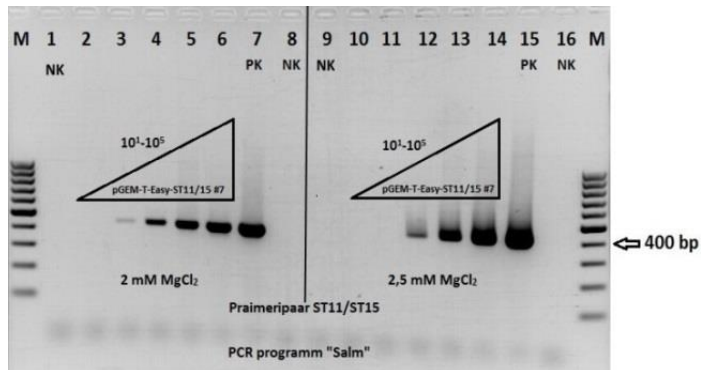 M 1 2 3 4 5 6 7 8 9 10 11 12 13 14 15 16 M
NK PK NK NK PK NK
10¹-10⁵ 10¹-10⁵
pGEM-T-Easy-ST11/15 #7 pGEM-T-Easy-ST11/15 #7
400 bp
2 mM MgCl₂ 2,5 mM MgCl₂
Praimeripaar ST11/ST15
PCR programm "Salm"